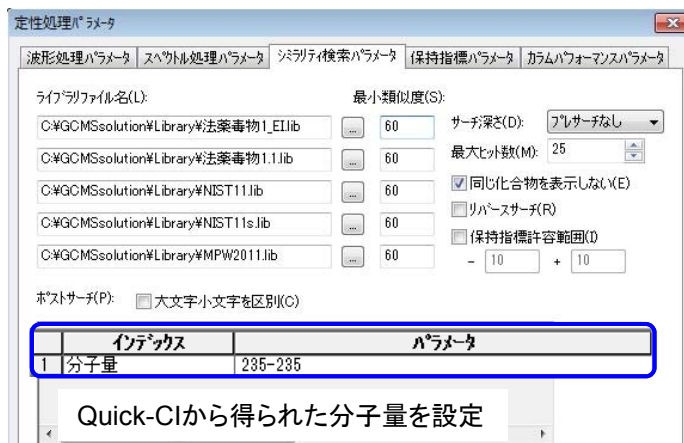 定性処理ﾊﾟﾗﾒｰﾀ
波形処理ﾊﾟﾗﾒｰﾀ ｽﾍﾟｸﾄﾙ処理ﾊﾟﾗﾒｰﾀ ｼﾐﾗﾘﾃｨ検索ﾊﾟﾗﾒｰﾀ 保持指標ﾊﾟﾗﾒｰﾀ ｶﾗﾑﾊﾟﾌｫｰﾏﾝｽﾊﾟﾗﾒｰﾀ
ﾗｲﾌﾞﾗﾘﾌｧｲﾙ名(L): 最小類似度(S):
C:¥GCMSsolution¥Library¥法薬毒物1_EI.lib ... 60 ｻｰﾁ深さ(D): ﾌﾟﾚｻｰﾁなし
C:¥GCMSsolution¥Library¥法薬毒物1.1.lib ... 60 最大ﾋｯﾄ数(M): 25
C:¥GCMSsolution¥Library¥NIST11.lib ... 60 同じ化合物を表示しない(E)
C:¥GCMSsolution¥Library¥NIST11s.lib ... 60 ﾘﾊﾞｰｽｻｰﾁ(R)
C:¥GCMSsolution¥Library¥MPW2011.lib ... 60 保持指標許容範囲(I)
- 10 + 10
ﾎﾟｽﾄｻｰﾁ(P): 大文字小文字を区別(C)
ｲﾝﾃﾞｯｸｽ ﾊﾟﾗﾒｰﾀ
1 分子量 235-235
Quick-CIから得られた分子量を設定